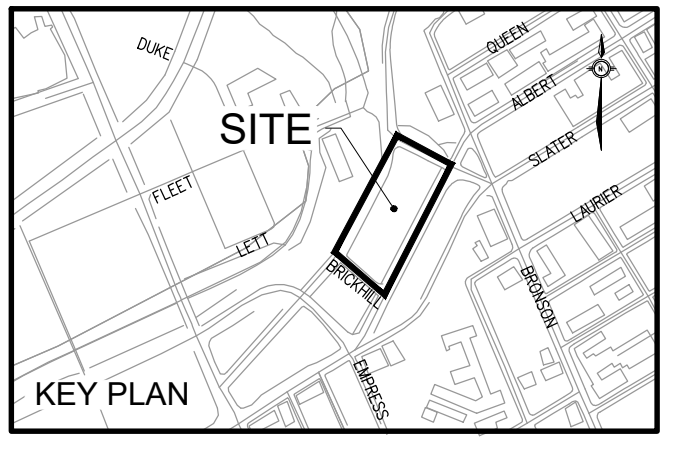 DUKE
QUEEN
N
ALBERT
SITE
SLATER
FLEET
LAURIER
LETT
BRICKHILL
BRONSON
EMPRESS
KEY PLAN